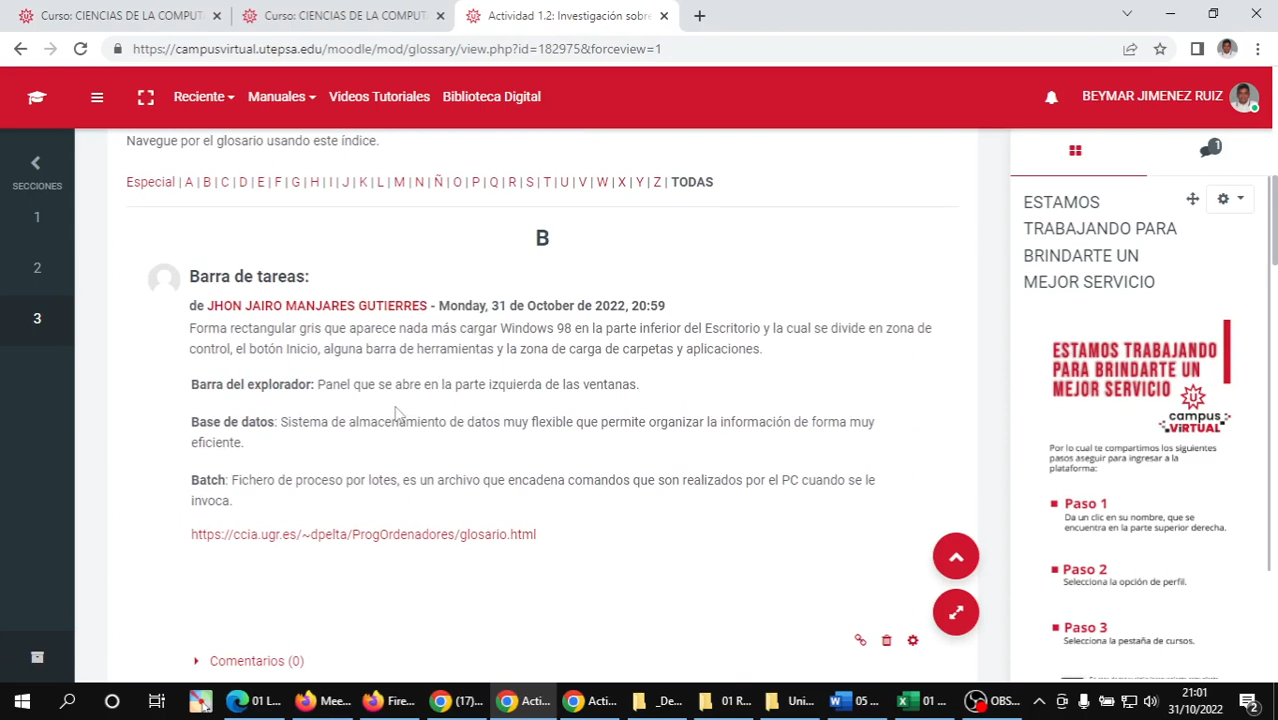 Curso: CIENCIAS DE LA COMPUT
Curso: CIENCIAS DE LA COMPUT
Actividad 1.2: Investigación sobre
https://campusvirtual.utepsa.edu/moodle/mod/glossary/view.php?id=182975&forceview=1
Reciente
Manuales
Videos Tutoriales
Biblioteca Digital
BEYMAR JIMENEZ RUIZ
SECCIONES
1
2
3
Navegue por el glosario usando este índice.
Especial | A | B | C | D | E | F | G | H | I | J | K | L | M | N | Ñ | O | P | Q | R | S | T | U | V | W | X | Y | Z | TODAS
B
Barra de tareas:
de JHON JAIRO MANJARES GUTIERRES - Monday, 31 de October de 2022, 20:59
Forma rectangular gris que aparece nada más cargar Windows 98 en la parte inferior del Escritorio y la cual se divide en zona de
control, el botón Inicio, alguna barra de herramientas y la zona de carga de carpetas y aplicaciones.
Barra del explorador: Panel que se abre en la parte izquierda de las ventanas.
Base de datos: Sistema de almacenamiento de datos muy flexible que permite organizar la información de forma muy
eficiente.
Batch: Fichero de proceso por lotes, es un archivo que encadena comandos que son realizados por el PC cuando se le
invoca.
https://ccia.ugr.es/~dpelta/ProgOrdenadores/glosario.html
Comentarios (0)
1
ESTAMOS
TRABAJANDO PARA
BRINDARTE UN
MEJOR SERVICIO
ESTAMOS TRABAJANDO
PARA BRINDARTE UN
MEJOR SERVICIO
U
campus
VIRTUAL
Por lo cual te compartimos los siguientes
pasos aseguir para ingresar a la
plataforma:
Paso 1
Da un clic en su nombre, que se
encuentra en la parte superior derecha.
Paso 2
Selecciona la opción de perfil.
Paso 3
Selecciona la pestaña de cursos.
01 L...
Mee...
Fire...
(17)...
Acti...
Acti...
_De...
01 R...
Uni...
05 ...
01 ...
OBS...
21:01
31/10/2022
2